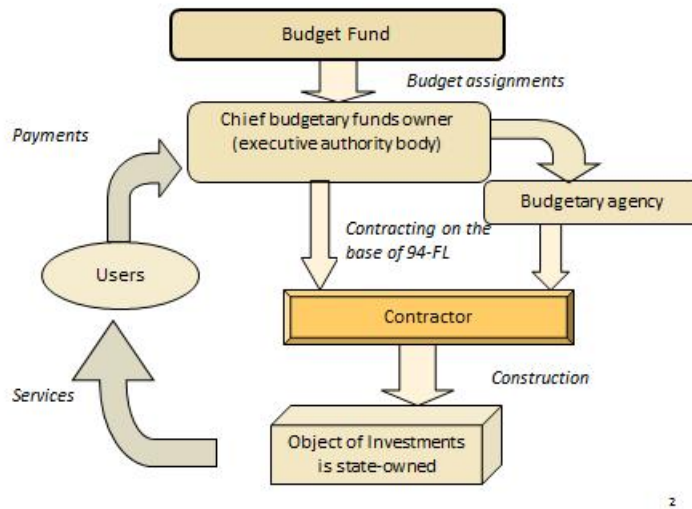 Budget Fund
Budget assignments
Chief budgetary funds owner
(executive authority body)
Payments
Budgetary agency
Contracting on the
base of 94-FL
Users
Contractor
Construction
Services
Object of Investments
is state-owned
2